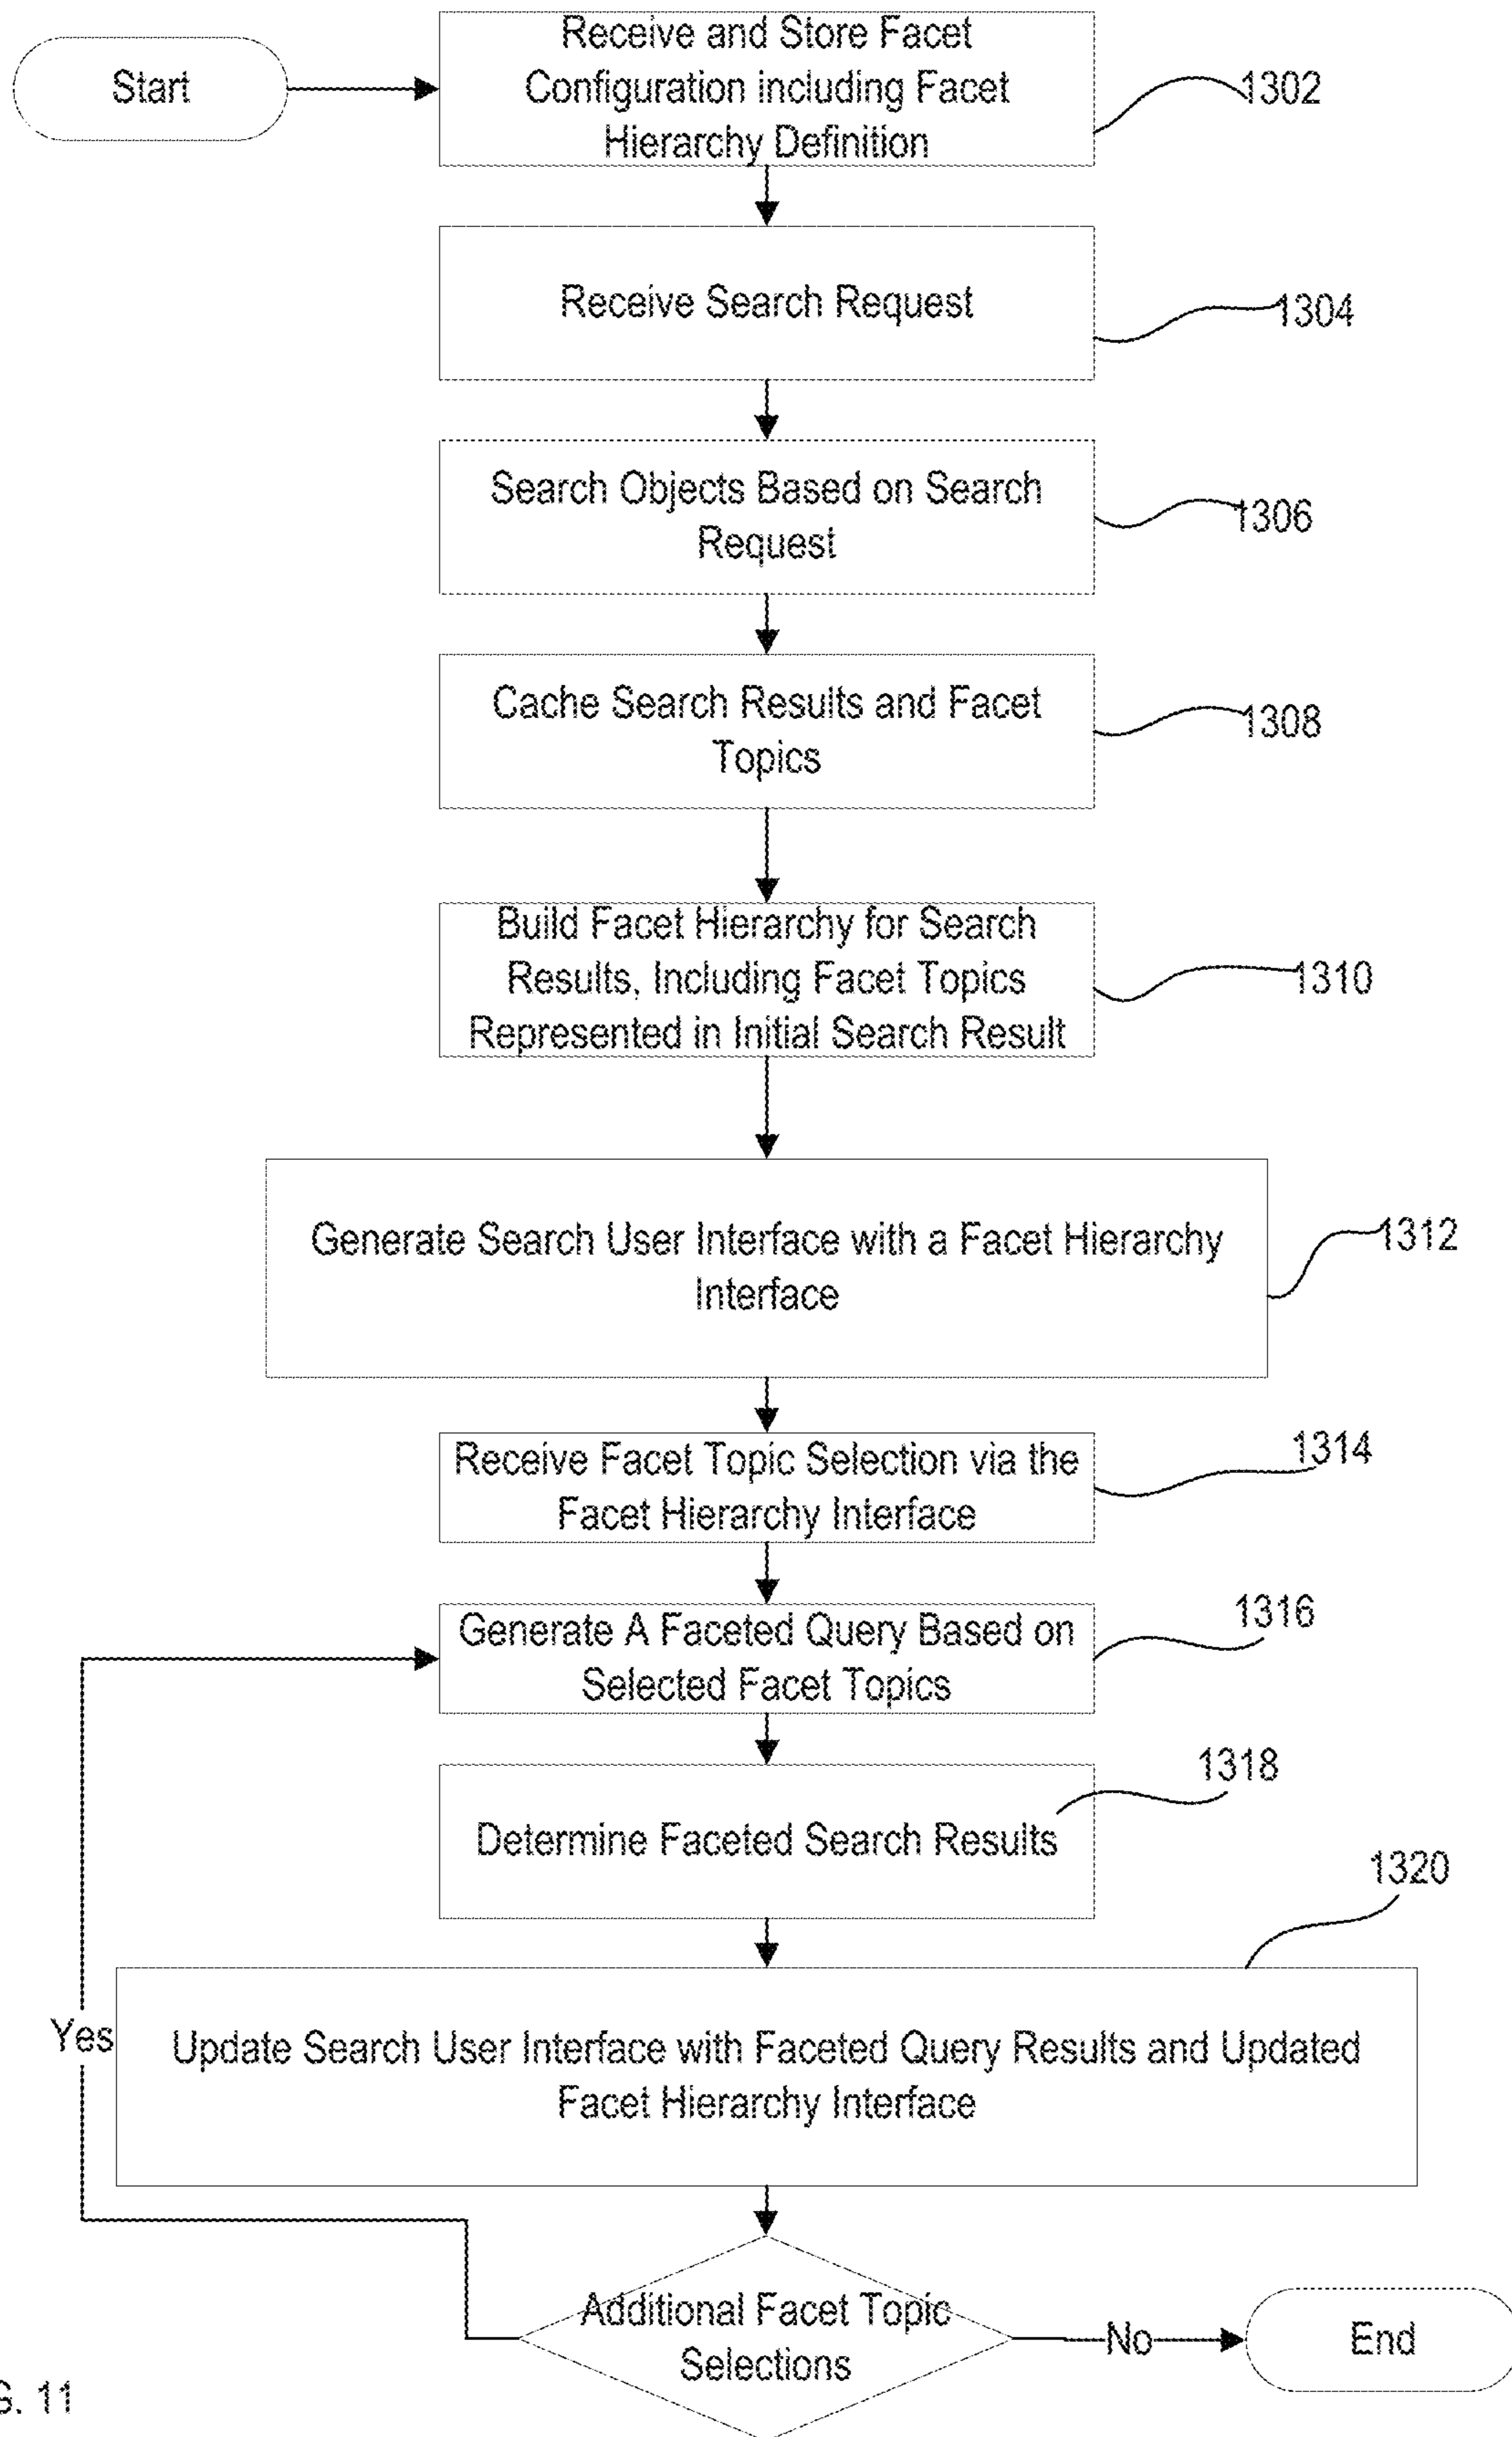 Start
Receive and Store Facet
Configuration including Facet
Hierarchy Definition
1302
Receive Search Request
1304
Search Objects Based on Search
Request
1306
Cache Search Results and Facet
Topics
1308
Build Facet Hierarchy for Search
Results, Including Facet Topics
Represented in Initial Search Result
1310
Generate Search User Interface with a Facet Hierarchy
Interface
1312
Receive Facet Topic Selection via the
Facet Hierarchy Interface
1314
Generate A Faceted Query Based on
Selected Facet Topics
1316
Determine Faceted Search Results
1318
Update Search User Interface with Faceted Query Results and Updated
Facet Hierarchy Interface
1320
Yes
Additional Facet Topic
Selections
No
End
G. 11